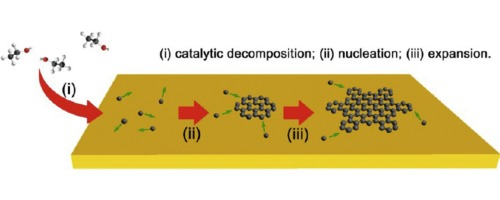 (i) catalytic decomposition; (ii) nucleation; (iii) expansion.
(i)
(ii)
(iii)